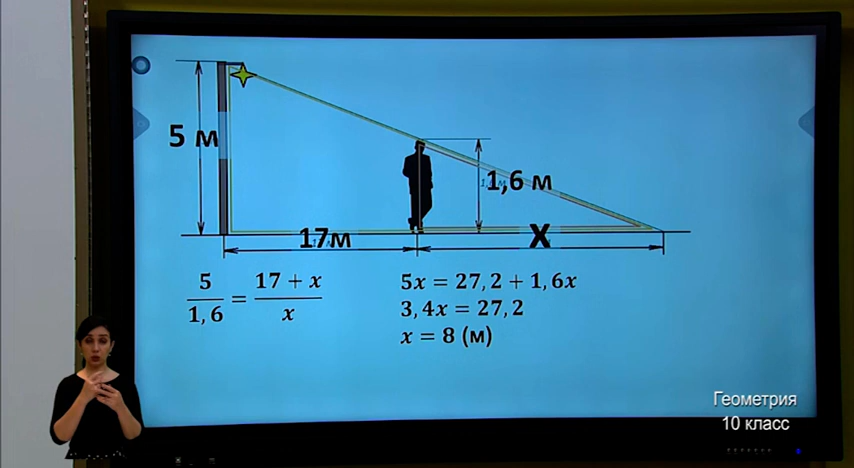 5 м
1,6 м
17м
X
5/1,6 = 17 + x/x
5x = 27,2 + 1,6x
3,4x = 27,2
x = 8 (м)
Геометрия
10 класс